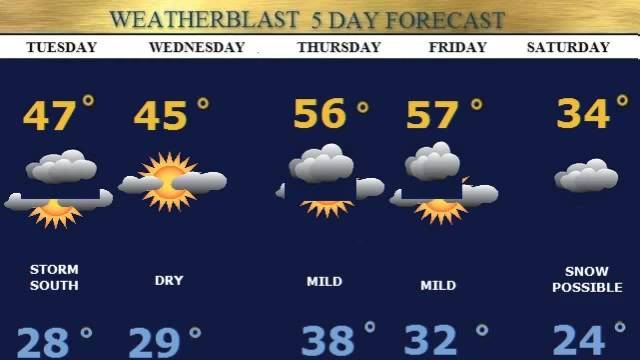 WEATHERBLAST 5 DAY FORECAST
TUESDAY WEDNESDAY THURSDAY FRIDAY SATURDAY
47° 45° 56° 57° 34°
STORM SOUTH
DRY
MILD
MILD
SNOW POSSIBLE
28° 29° 38° 32° 24°